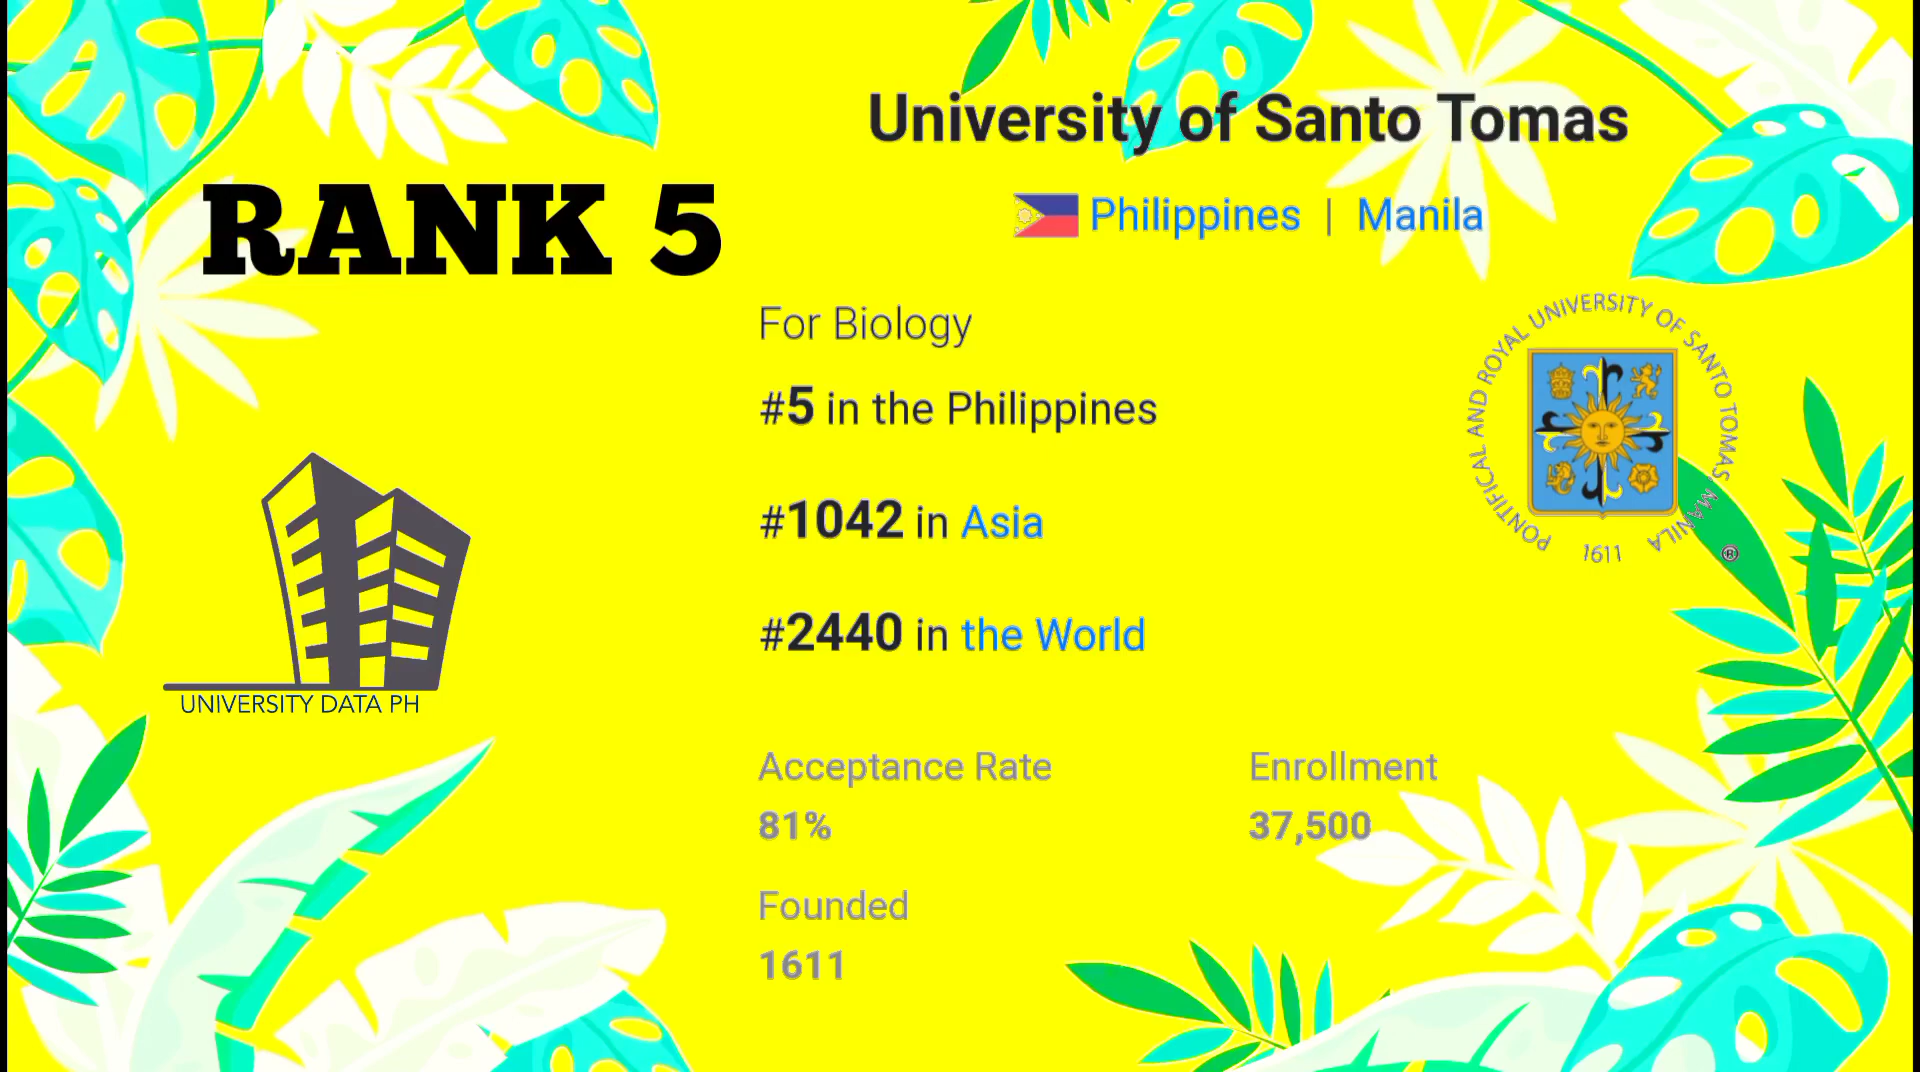 University of Santo Tomas
RANK 5
Philippines | Manila
For Biology
#5 in the Philippines
#1042 in Asia
#2440 in the World
PONTIFICAL AND ROYAL UNIVERSITY OF SANTO TOMAS MANILA
1611
®
UNIVERSITY DATA PH
Acceptance Rate
81%
Enrollment
37,500
Founded
1611